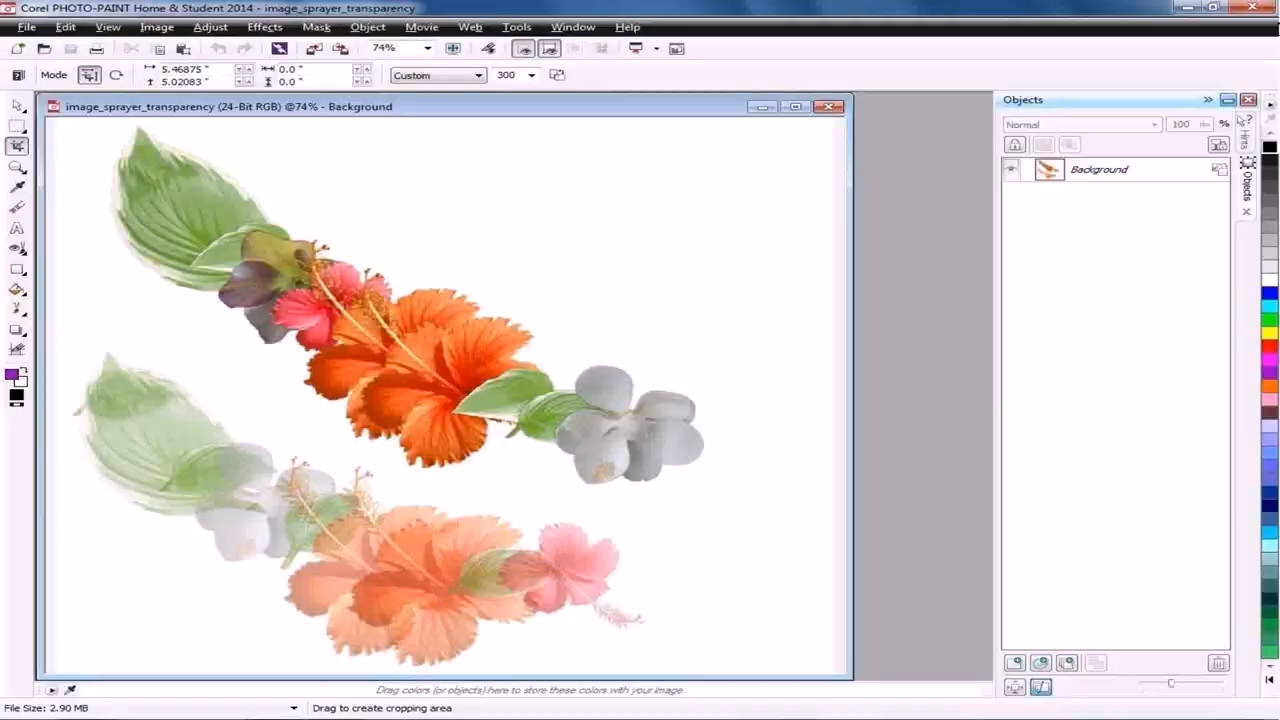 Corel PHOTO-PAINT Home & Student 2014 - image_sprayer_transparency
File Edit View Image Adjust Effects Mask Object Movie Web Tools Window Help
74%
Mode 5.46875 " 0.0 " Custom 300
5.02083 " 0.0 "
image_sprayer_transparency (24-Bit RGB) @74% - Background
Objects
Normal 100 %
Hints
Background
Objects
Drag colors (or objects) here to store these colors with your image
File Size: 2.90 MB Drag to create cropping area